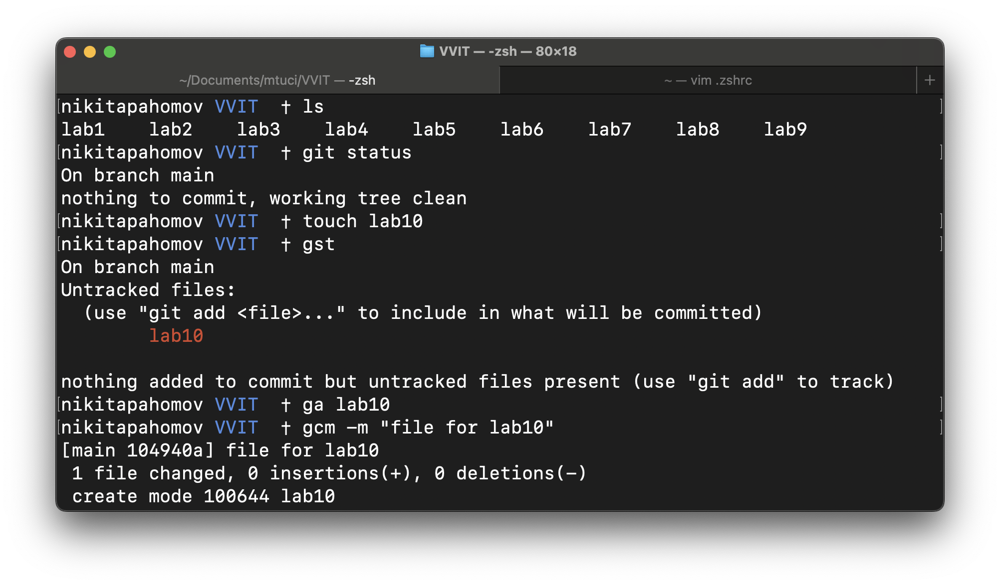 VVIT — -zsh — 80×18
~/Documents/mtuci/VVIT — -zsh
~ — vim .zshrc
+
[nikitapahomov VVIT  † ls ]
lab1    lab2    lab3    lab4    lab5    lab6    lab7    lab8    lab9
[nikitapahomov VVIT  † git status ]
On branch main
nothing to commit, working tree clean
[nikitapahomov VVIT  † touch lab10 ]
[nikitapahomov VVIT  † gst ]
On branch main
Untracked files:
  (use "git add <file>..." to include in what will be committed)
        lab10
nothing added to commit but untracked files present (use "git add" to track)
[nikitapahomov VVIT  † ga lab10 ]
[nikitapahomov VVIT  † gcm -m "file for lab10" ]
[main 104940a] file for lab10
 1 file changed, 0 insertions(+), 0 deletions(-)
 create mode 100644 lab10